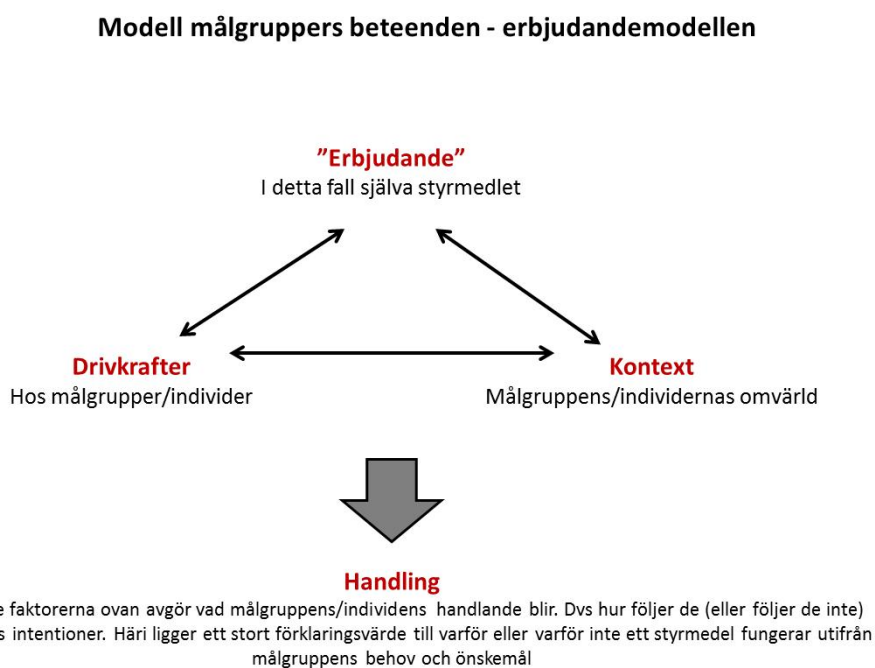 Modell målgruppers beteenden - erbjudandemodellen
”Erbjudande”
I detta fall själva styrmedlet
Drivkrafter
Hos målgrupper/individer
Kontext
Målgruppens/individernas omvärld
Handling
faktorerna ovan avgör vad målgruppens/individens handlande blir. Dvs hur följer de (eller följer de inte)
intentioner. Häri ligger ett stort förklaringsvärde till varför eller varför inte ett styrmedel fungerar utifrån
målgruppens behov och önskemål